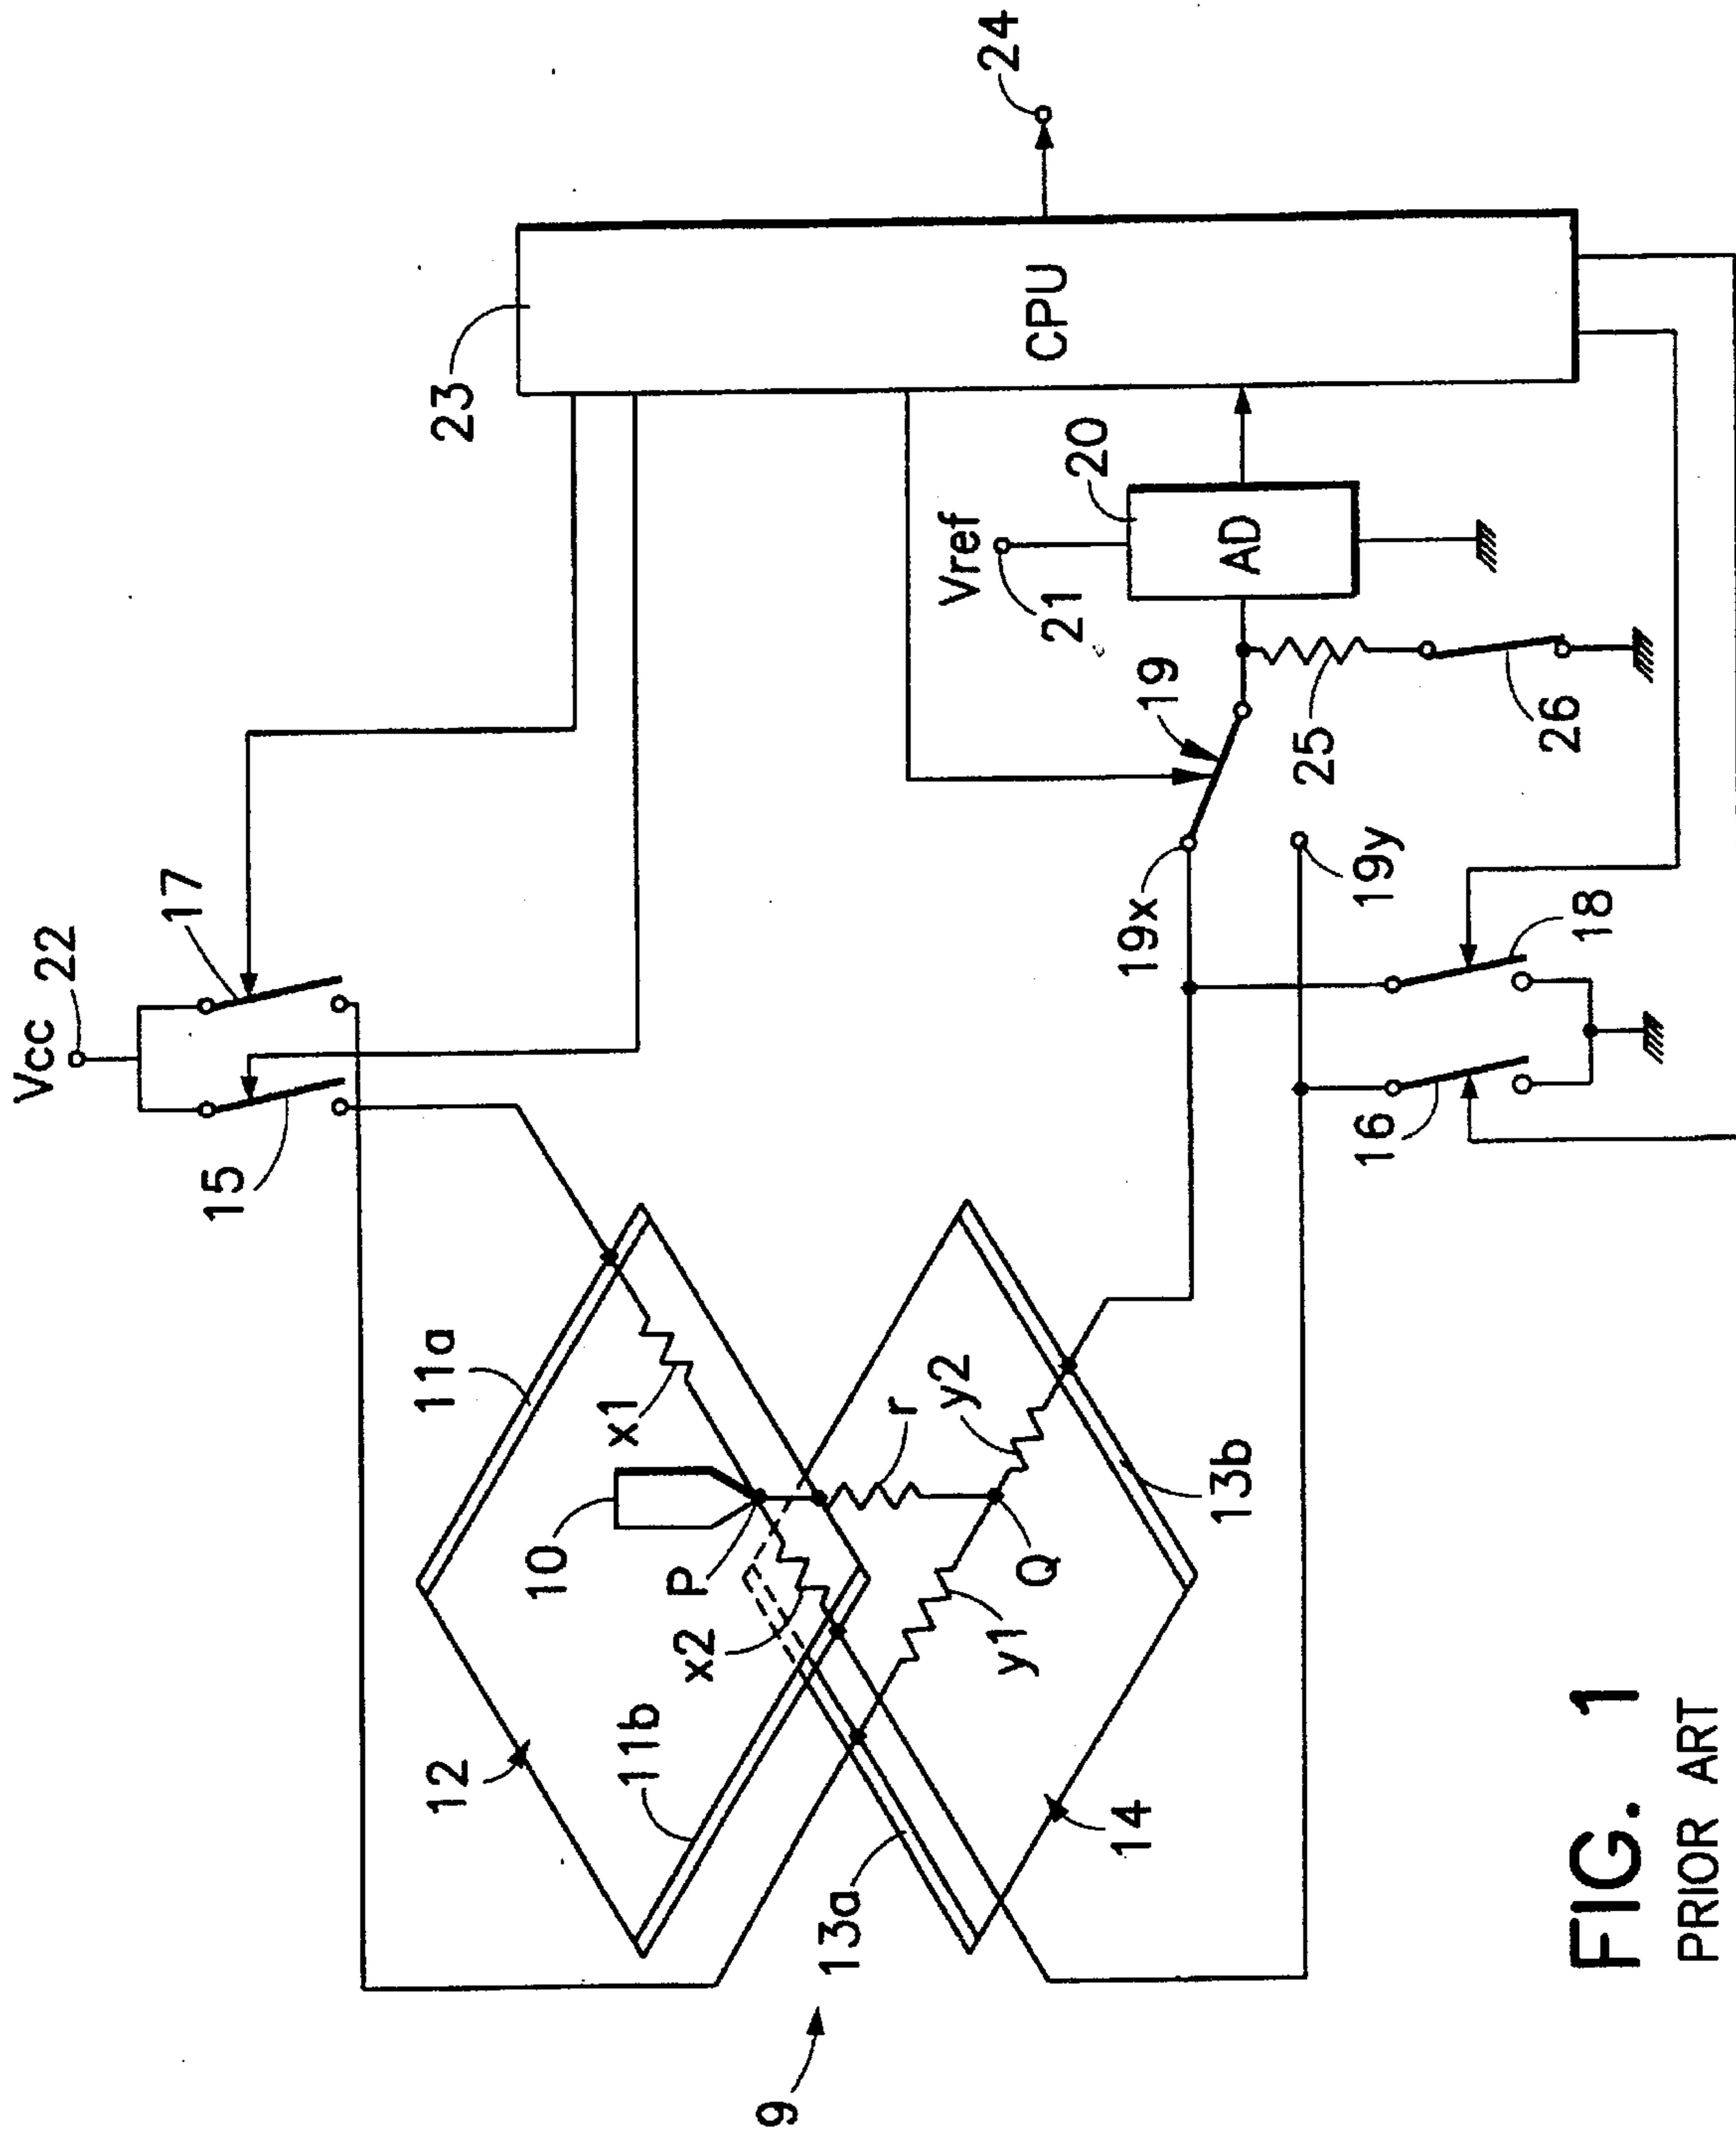 Vcc 22
17
15
23
CPU
24
11a
x1
10
P
x2
11b
12
Vref
21
20
AD
19
19x
19y
25
26
r
y2
13b
Q
y1
13a
14
18
16
9
FIG. 1
PRIOR ART